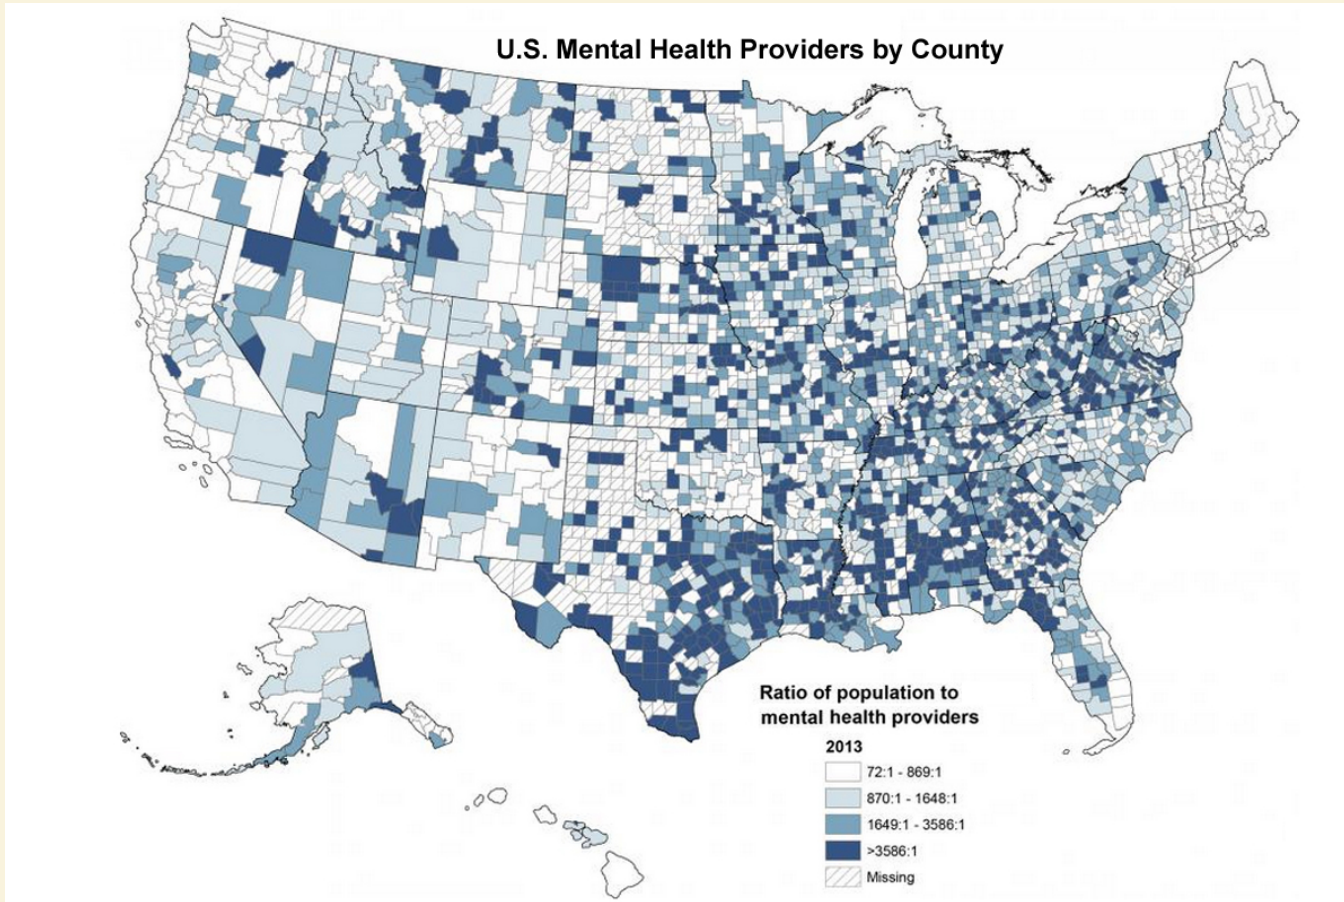 U.S. Mental Health Providers by County
Ratio of population to
mental health providers
2013
72:1 - 869:1
870:1 - 1648:1
1649:1 - 3586:1
>3586:1
Missing